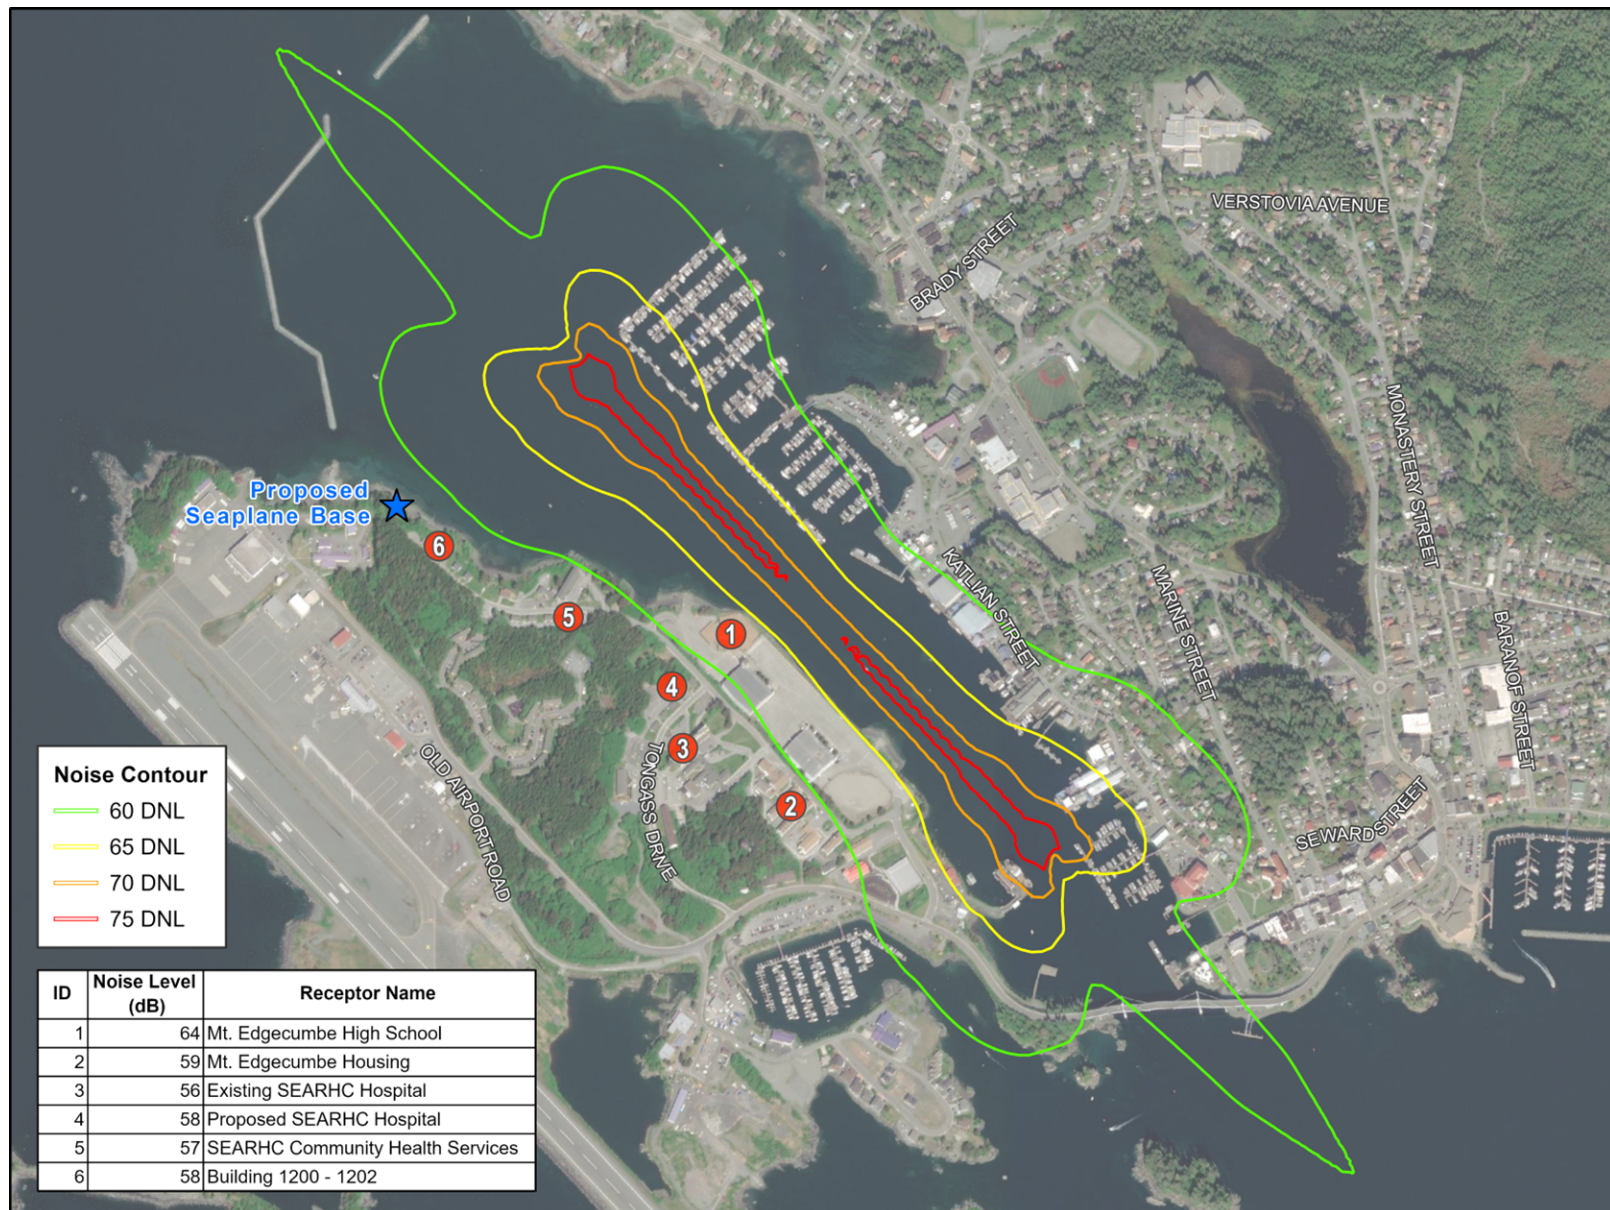 VERSTOVIA AVENUE
BRADY STREET
MONASTERY STREET
Proposed
Seaplane Base
6
KATLIAN STREET
MARINE STREET
5
1
BARANOF STREET
4
3
TONGASS DRIVE
OLD AIRPORT ROAD
2
SEWARD STREET
Noise Contour
60 DNL
65 DNL
70 DNL
75 DNL
ID Noise Level (dB) Receptor Name
1 64 Mt. Edgecumbe High School
2 59 Mt. Edgecumbe Housing
3 56 Existing SEARHC Hospital
4 58 Proposed SEARHC Hospital
5 57 SEARHC Community Health Services
6 58 Building 1200 - 1202